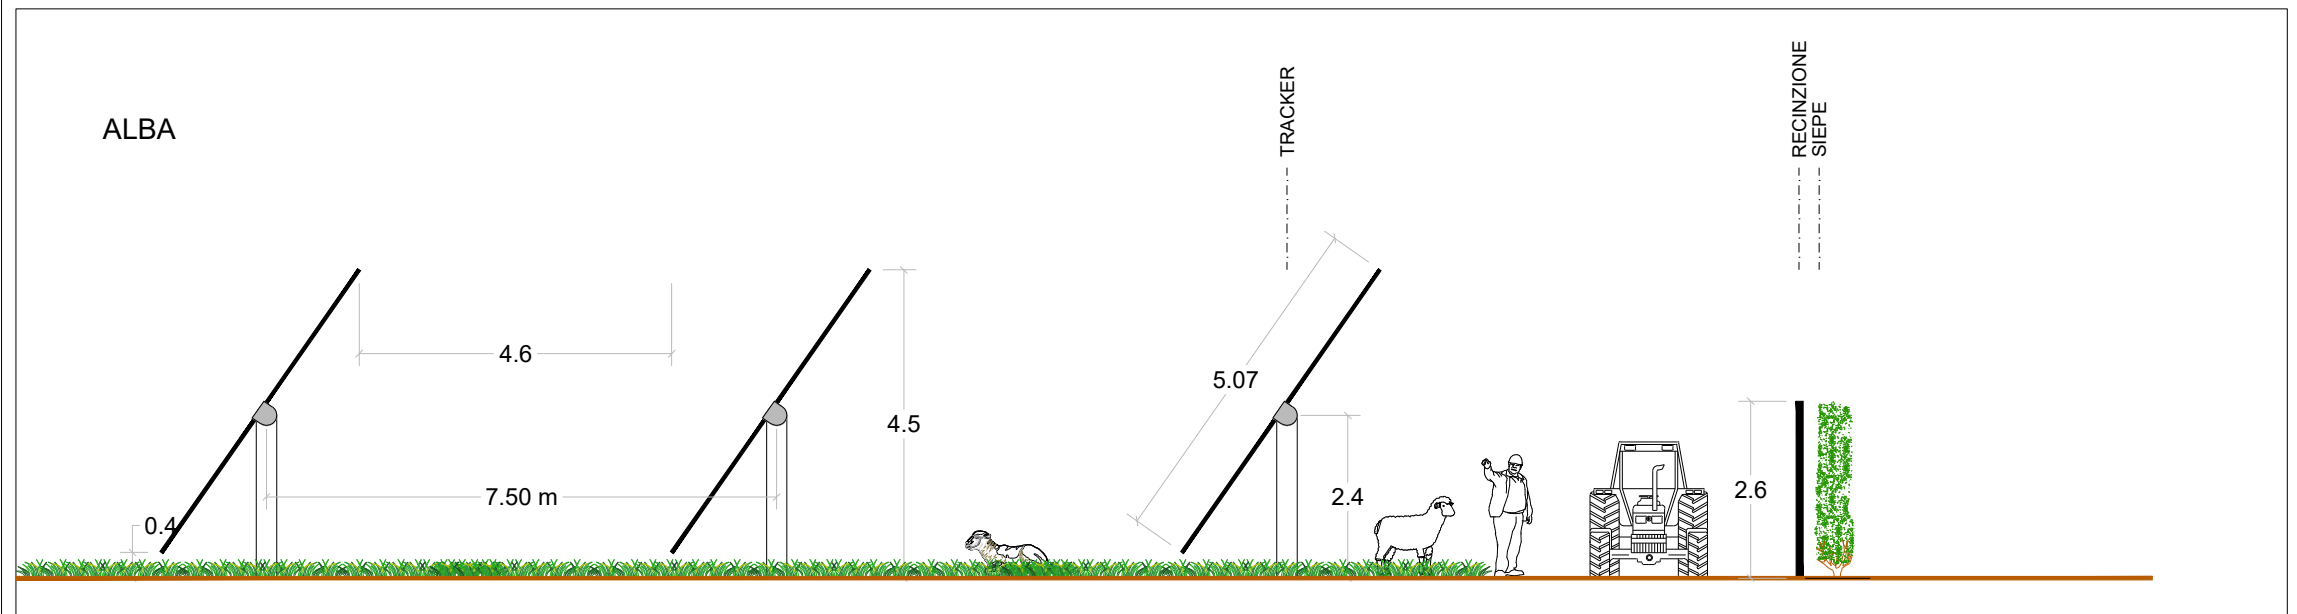 ALBA
TRACKER
RECINZIONE
SIEPE
4.6
5.07
4.5
7.50 m
2.4
2.6
0.4